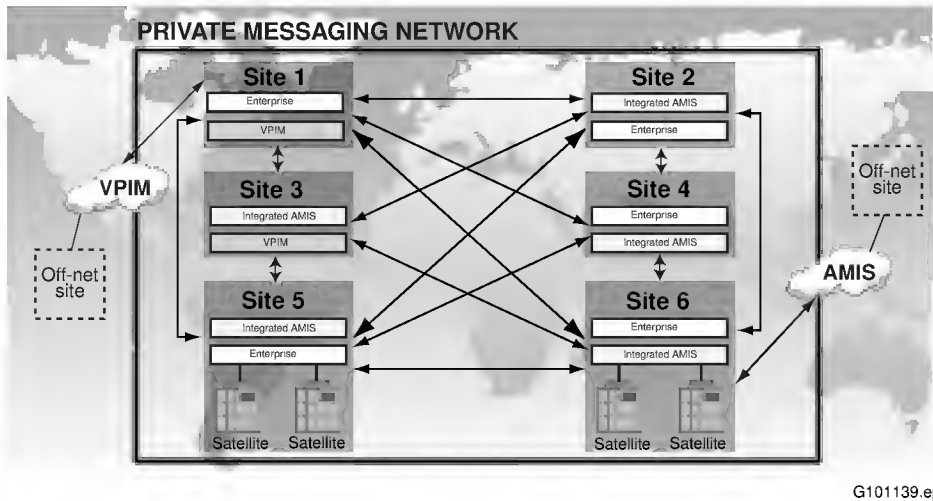 PRIVATE MESSAGING NETWORK
Site 1
Enterprise
VPIM
Site 2
Integrated AMIS
Enterprise
Site 3
Integrated AMIS
VPIM
Site 4
Enterprise
Integrated AMIS
Site 5
Integrated AMIS
Enterprise
Satellite Satellite
Site 6
Enterprise
Integrated AMIS
Satellite Satellite
VPIM
Off-net
site
Off-net
site
AMIS
G101139.e